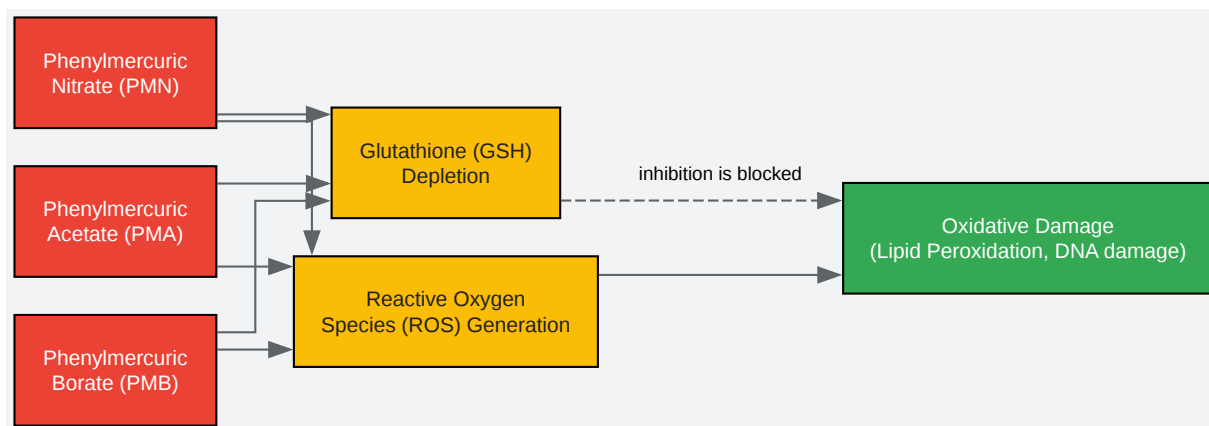 Phenylmercuric
Nitrate (PMN)
Glutathione (GSH)
Depletion
inhibition is blocked
Phenylmercuric
Acetate (PMA)
Oxidative Damage
(Lipid Peroxidation, DNA damage)
Reactive Oxygen
Species (ROS) Generation
Phenylmercuric
Borate (PMB)